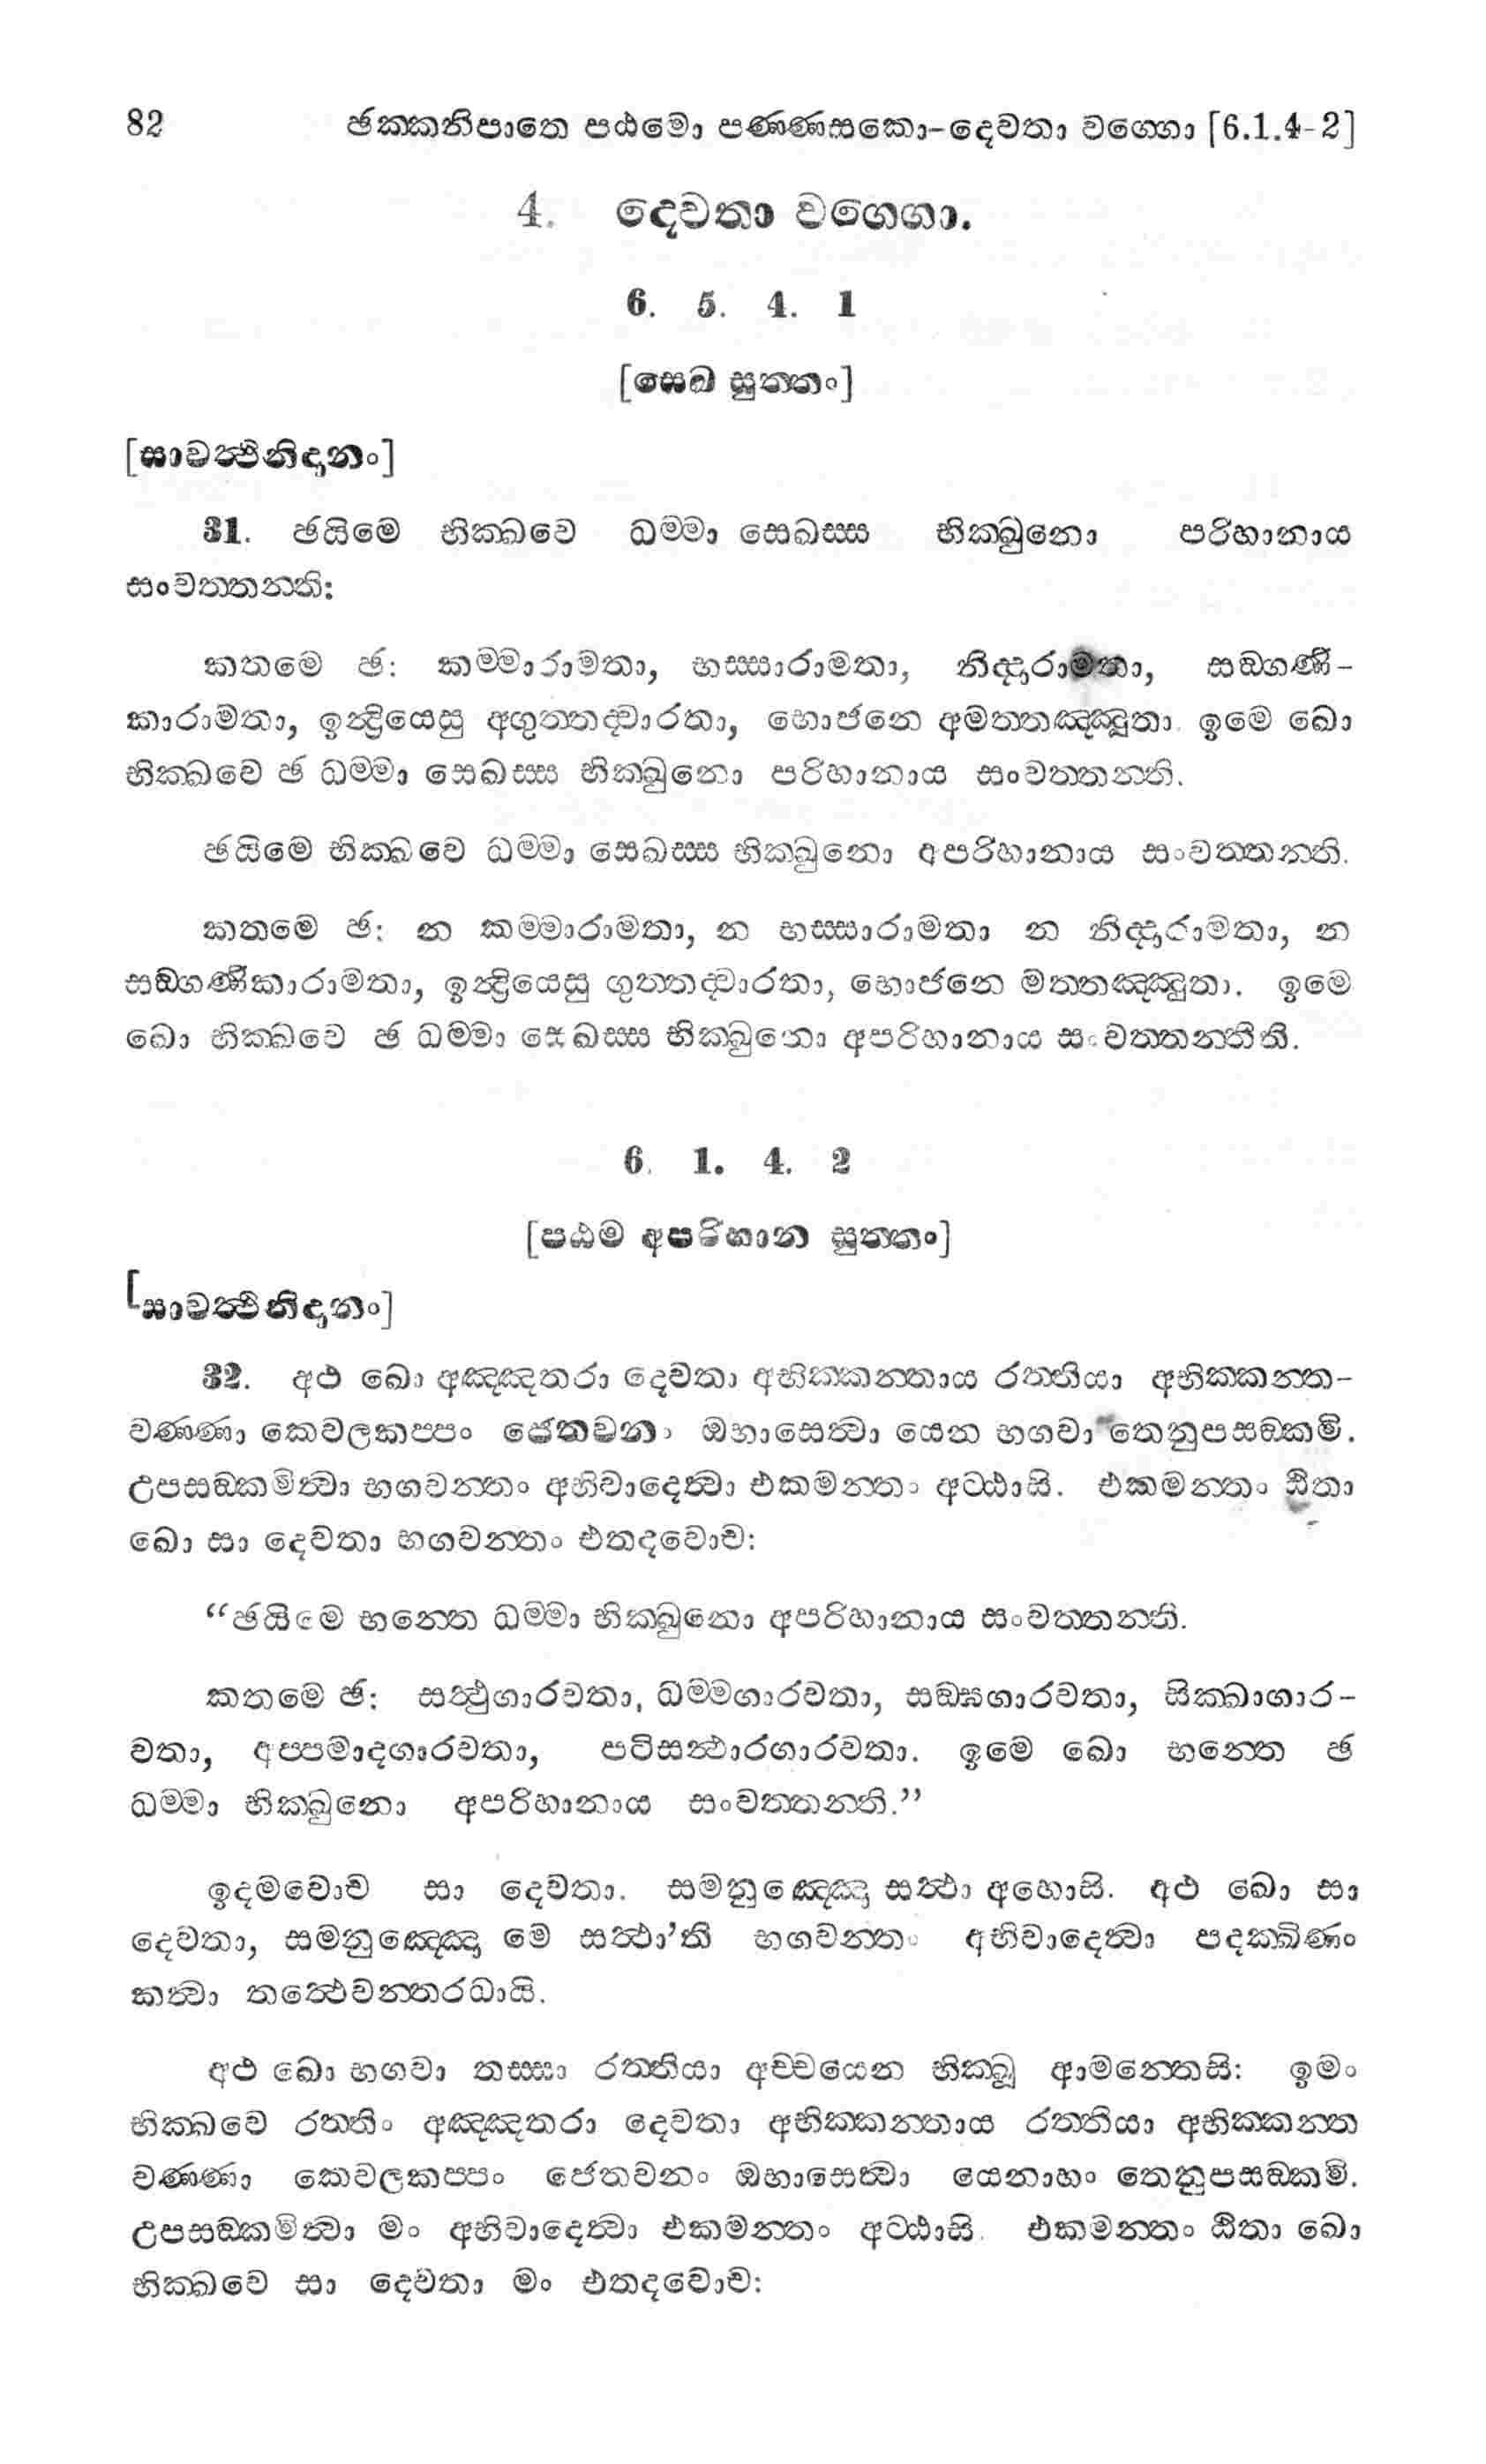 82 ඡක්කනිපාතෙ පඨමො පණ්ණාසකො-දෙවතා වග්ගො [6.1.4-2]
4. දෙවතා වග්ගො.
6. 5. 4. 1
[සෙඛ සුත්තං]
[සාවත්ථිනිදානං]
31. ඡයිමෙ භික්ඛවෙ ධම්මා සෙඛස්ස භික්ඛුනො පරිහානාය
සංවත්තන්ති:
කතමෙ ඡ: කම්මාරාමතා, භස්සාරාමතා, නිද්දාරාමතා, සඞ්ගණි-
කාරාමතා, ඉන්ද්‍රියෙසු අගුත්තද්වාරතා, භොජනෙ අමත්තඤ්ඤුතා. ඉමෙ ඛො
භික්ඛවෙ ඡ ධම්මා සෙඛස්ස භික්ඛුනො පරිහානාය සංවත්තන්ති.
ඡයිමෙ භික්ඛවෙ ධම්මා සෙඛස්ස භික්ඛුනො අපරිහානාය සංවත්තන්ති.
කතමෙ ඡ: න කම්මාරාමතා, න භස්සාරාමතා න නිද්දාරාමතා, න
සඞ්ගණිකාරාමතා, ඉන්ද්‍රියෙසු ගුත්තද්වාරතා, භොජනෙ මත්තඤ්ඤුතා. ඉමෙ
ඛො භික්ඛවෙ ඡ ධම්මා සෙඛස්ස භික්ඛුනො අපරිහානාය සංවත්තන්තීති.
6. 1. 4. 2
[පඨම අපරිහාන සුත්තං]
[සාවත්ථිනිදානං]
32. අථ ඛො අඤ්ඤතරා දෙවතා අභික්කන්තාය රත්තියා අභික්කන්ත-
වණ්ණා කෙවලකප්පං ජෙතවනං ඔභාසෙත්වා යෙන භගවා තෙනුපසඞ්කමි.
උපසඞ්කමිත්වා භගවන්තං අභිවාදෙත්වා එකමන්තං අට්ඨාසි. එකමන්තං ඨිතා
ඛො සා දෙවතා භගවන්තං එතදවොච:
“ඡයිමෙ භන්තෙ ධම්මා භික්ඛුනො අපරිහානාය සංවත්තන්ති.
කතමෙ ඡ: සත්ථුගාරවතා, ධම්මගාරවතා, සඞ්ඝගාරවතා, සික්ඛාගාර-
වතා, අප්පමාදගාරවතා, පටිසන්ථාරගාරවතා. ඉමෙ ඛො භන්තෙ ඡ
ධම්මා භික්ඛුනො අපරිහානාය සංවත්තන්ති.”
ඉදමවොච සා දෙවතා. සමනුඤ්ඤො සත්ථා අහොසි. අථ ඛො සා
දෙවතා, සමනුඤ්ඤො මෙ සත්ථා’ති භගවන්තං අභිවාදෙත්වා පදක්ඛිණං
කත්වා තත්ථෙවන්තරධායි.
අථ ඛො භගවා තස්සා රත්තියා අච්චයෙන භික්ඛූ ආමන්තෙසි: ඉමං
භික්ඛවෙ රත්තිං අඤ්ඤතරා දෙවතා අභික්කන්තාය රත්තියා අභික්කන්ත
වණ්ණා කෙවලකප්පං ජෙතවනං ඔභාසෙත්වා යෙනාහං තෙනුපසඞ්කමි.
උපසඞ්කමිත්වා මං අභිවාදෙත්වා එකමන්තං අට්ඨාසි. එකමන්තං ඨිතා ඛො
භික්ඛවෙ සා දෙවතා මං එතදවොච: